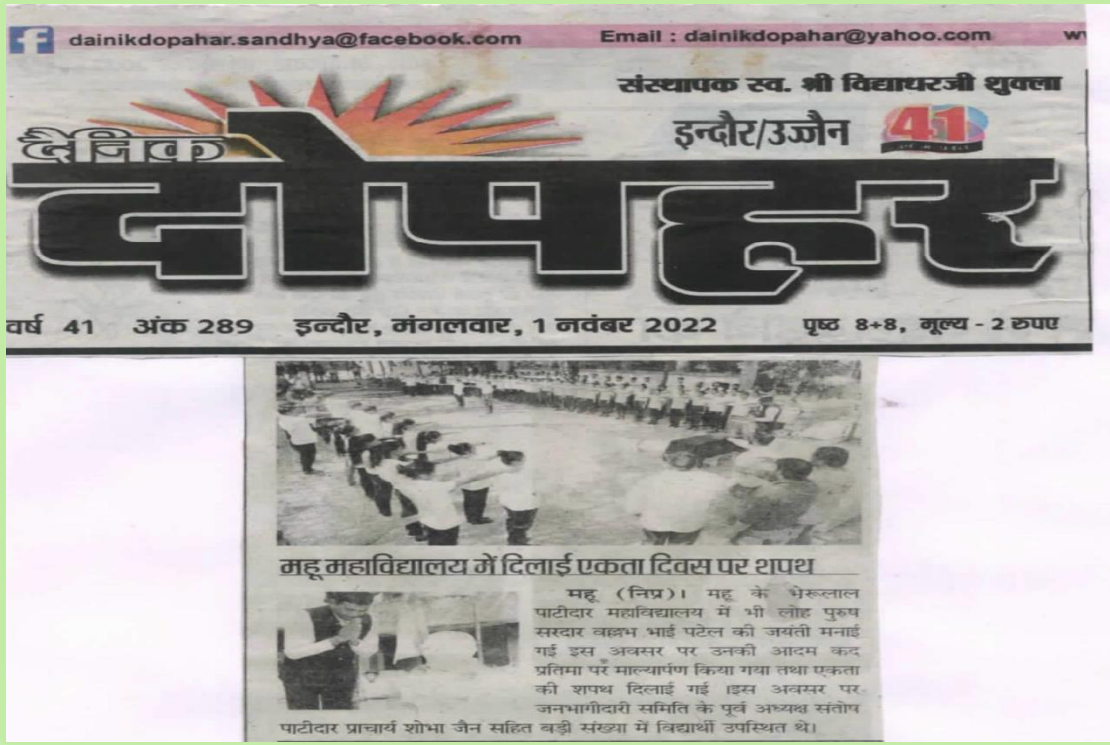 dainikdopahar.sandhya@facebook.com Email : dainikdopahar@yahoo.com
संस्थापक स्व. श्री विद्याधरजी शुक्ला
इन्दौर/उज्जैन 41
दैनिक
दोपहर
वर्ष 41 अंक 289 इन्दौर, मंगलवार, 1 नवंबर 2022 पृष्ठ 8+8, मूल्य - 2 रुपए
महू महाविद्यालय में दिलाई एकता दिवस पर शपथ
महू (निप्र)। महू के भेरूलाल
पाटीदार महाविद्यालय में भी लोह पुरुष
सरदार वल्लभ भाई पटेल की जयंती मनाई
गई इस अवसर पर उनकी आदम कद
प्रतिमा पर माल्यार्पण किया गया तथा एकता
की शपथ दिलाई गई ।इस अवसर पर
जनभागीदारी समिति के पूर्व अध्यक्ष संतोष
पाटीदार प्राचार्य शोभा जैन सहित बड़ी संख्या में विद्यार्थी उपस्थित थे।